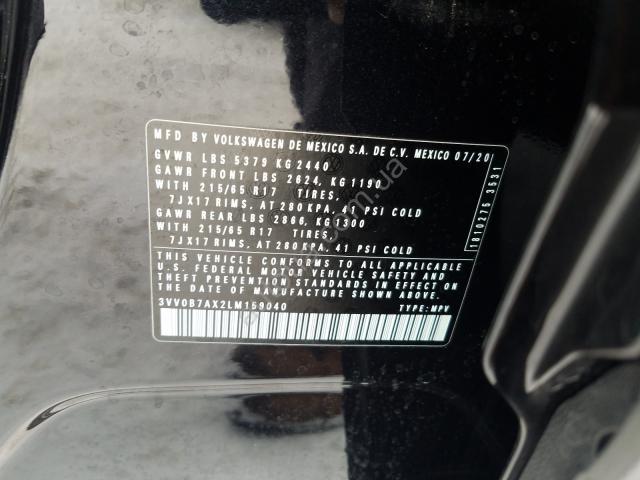 MFD BY VOLKSWAGEN DE MEXICO S.A. DE C.V. MEXICO 07/20
GVWR LBS 5379 KG 2440
GAWR FRONT LBS 2624, KG 1190
WITH 215/65 R17 TIRES,
7JX17 RIMS, AT 280 KPA, 41 PSI COLD
GAWR REAR LBS 2866, KG 1300
WITH 215/65 R17 TIRES,
7JX17 RIMS, AT 280 KPA, 41 PSI COLD
THIS VEHICLE CONFORMS TO ALL APPLICABLE
U.S. FEDERAL MOTOR VEHICLE SAFETY AND
THEFT PREVENTION STANDARDS IN EFFECT ON
THE DATE OF MANUFACTURE SHOWN ABOVE.
3VV0B7AX2LM159040 TYPE: MPV
1810275 3531